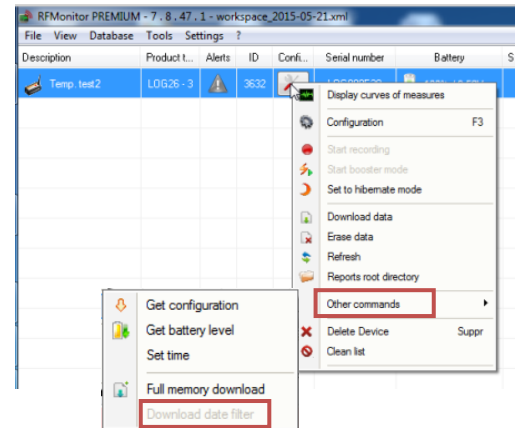 RFMonitor PREMIUM - 7 . 8 . 47 . 1 - workspace_2015-05-21.xml
File View Database Tools Settings ?
Description Product t... Alerts ID Confi... Serial number Battery S
Temp. test2 LOG26 - 3 3632
Display curves of measures
Configuration F3
Start recording
Start booster mode
Set to hibernate mode
Download data
Erase data
Refresh
Reports root directory
Other commands
Delete Device Suppr
Clean list
Get configuration
Get battery level
Set time
Full memory download
Download date filter